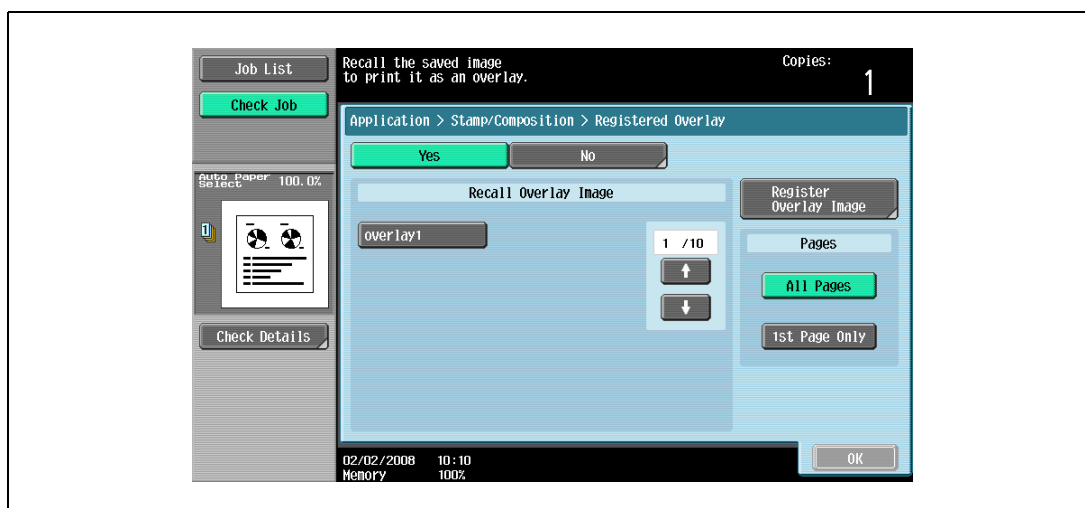 Job List
Check Job
Auto Paper
Select
100.0%
1
Check Details
Recall the saved image
to print it as an overlay.
Copies:
1
Application > Stamp/Composition > Registered Overlay
Yes
No
Recall Overlay Image
overlay1
1 /10
Register
Overlay Image
Pages
All Pages
1st Page Only
02/02/2008 10:10
Memory 100%
OK